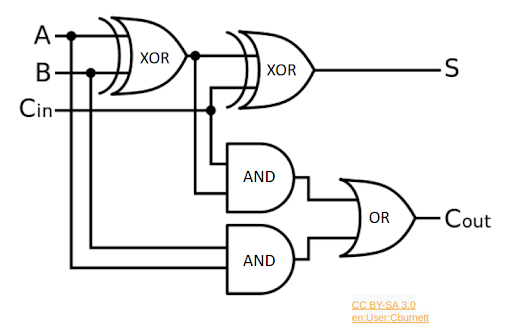 A
B
Cin
XOR
XOR
S
AND
AND
OR
Cout
CC BY-SA 3.0
en:User:Cburnett